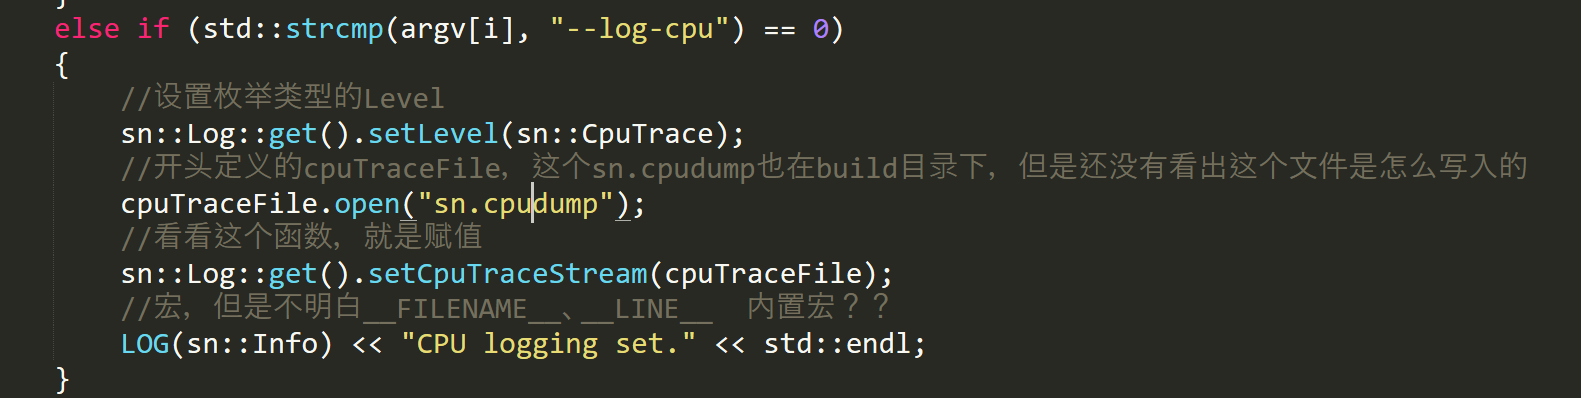 }
else if (std::strcmp(argv[i], "--log-cpu") == 0)
{
//设置枚举类型的Level
sn::Log::get().setLevel(sn::CpuTrace);
//开头定义的cpuTraceFile，这个sn.cpudump也在build目录下，但是还没有看出这个文件是怎么写入的
cpuTraceFile.open("sn.cpudump");
//看看这个函数，就是赋值
sn::Log::get().setCpuTraceStream(cpuTraceFile);
//宏，但是不明白__FILENAME__、__LINE__  内置宏？？
LOG(sn::Info) << "CPU logging set." << std::endl;
}